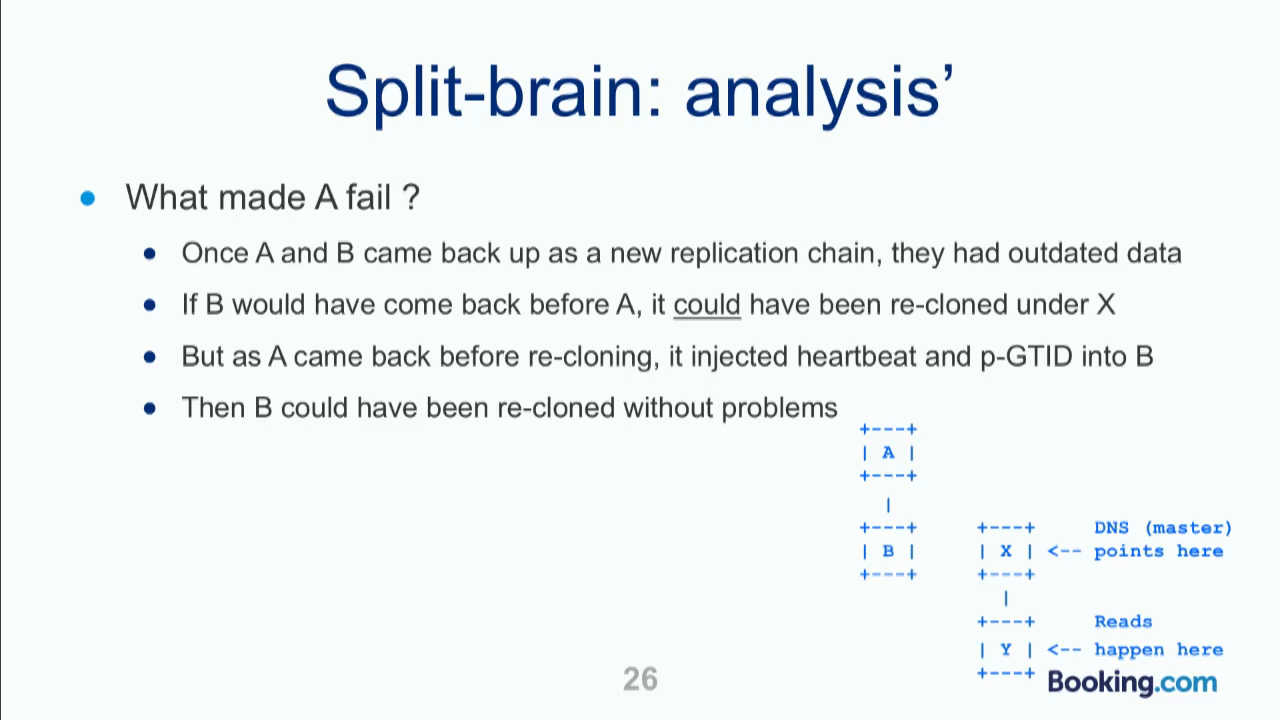 Split-brain: analysis’
● What made A fail ?
● Once A and B came back up as a new replication chain, they had outdated data
● If B would have come back before A, it could have been re-cloned under X
● But as A came back before re-cloning, it injected heartbeat and p-GTID into B
● Then B could have been re-cloned without problems
+---+
| A |
+---+
|
+---+ +---+ DNS (master)
| B | | X | <-- points here
+---+ +---+
|
+---+ Reads
| Y | <-- happen here
+---+
26
Booking.com